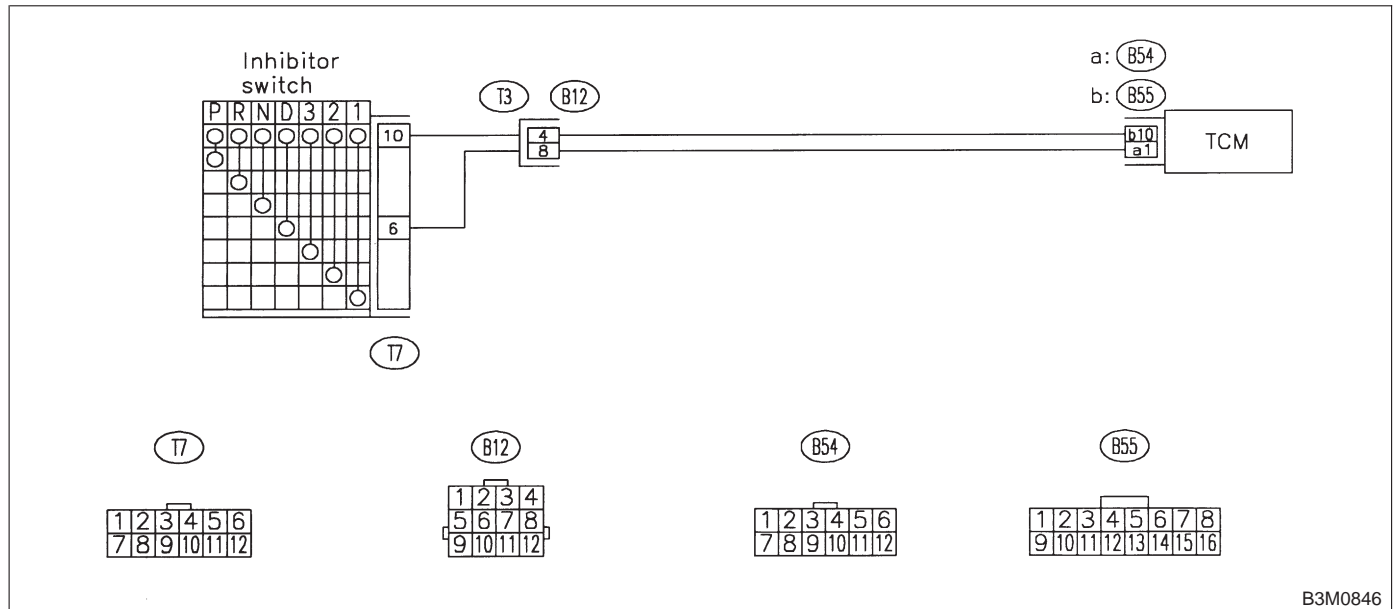 Inhibitor
switch
P R N D 3 2 1
10
6
T7
T3 B12
4
8
a: B54
b: B55
b10
a1
TCM
T7
1 2 3 4 5 6
7 8 9 10 11 12
B12
1 2 3 4
5 6 7 8
9 10 11 12
B54
1 2 3 4 5 6
7 8 9 10 11 12
B55
1 2 3 4 5 6 7 8
9 10 11 12 13 14 15 16
B3M0846